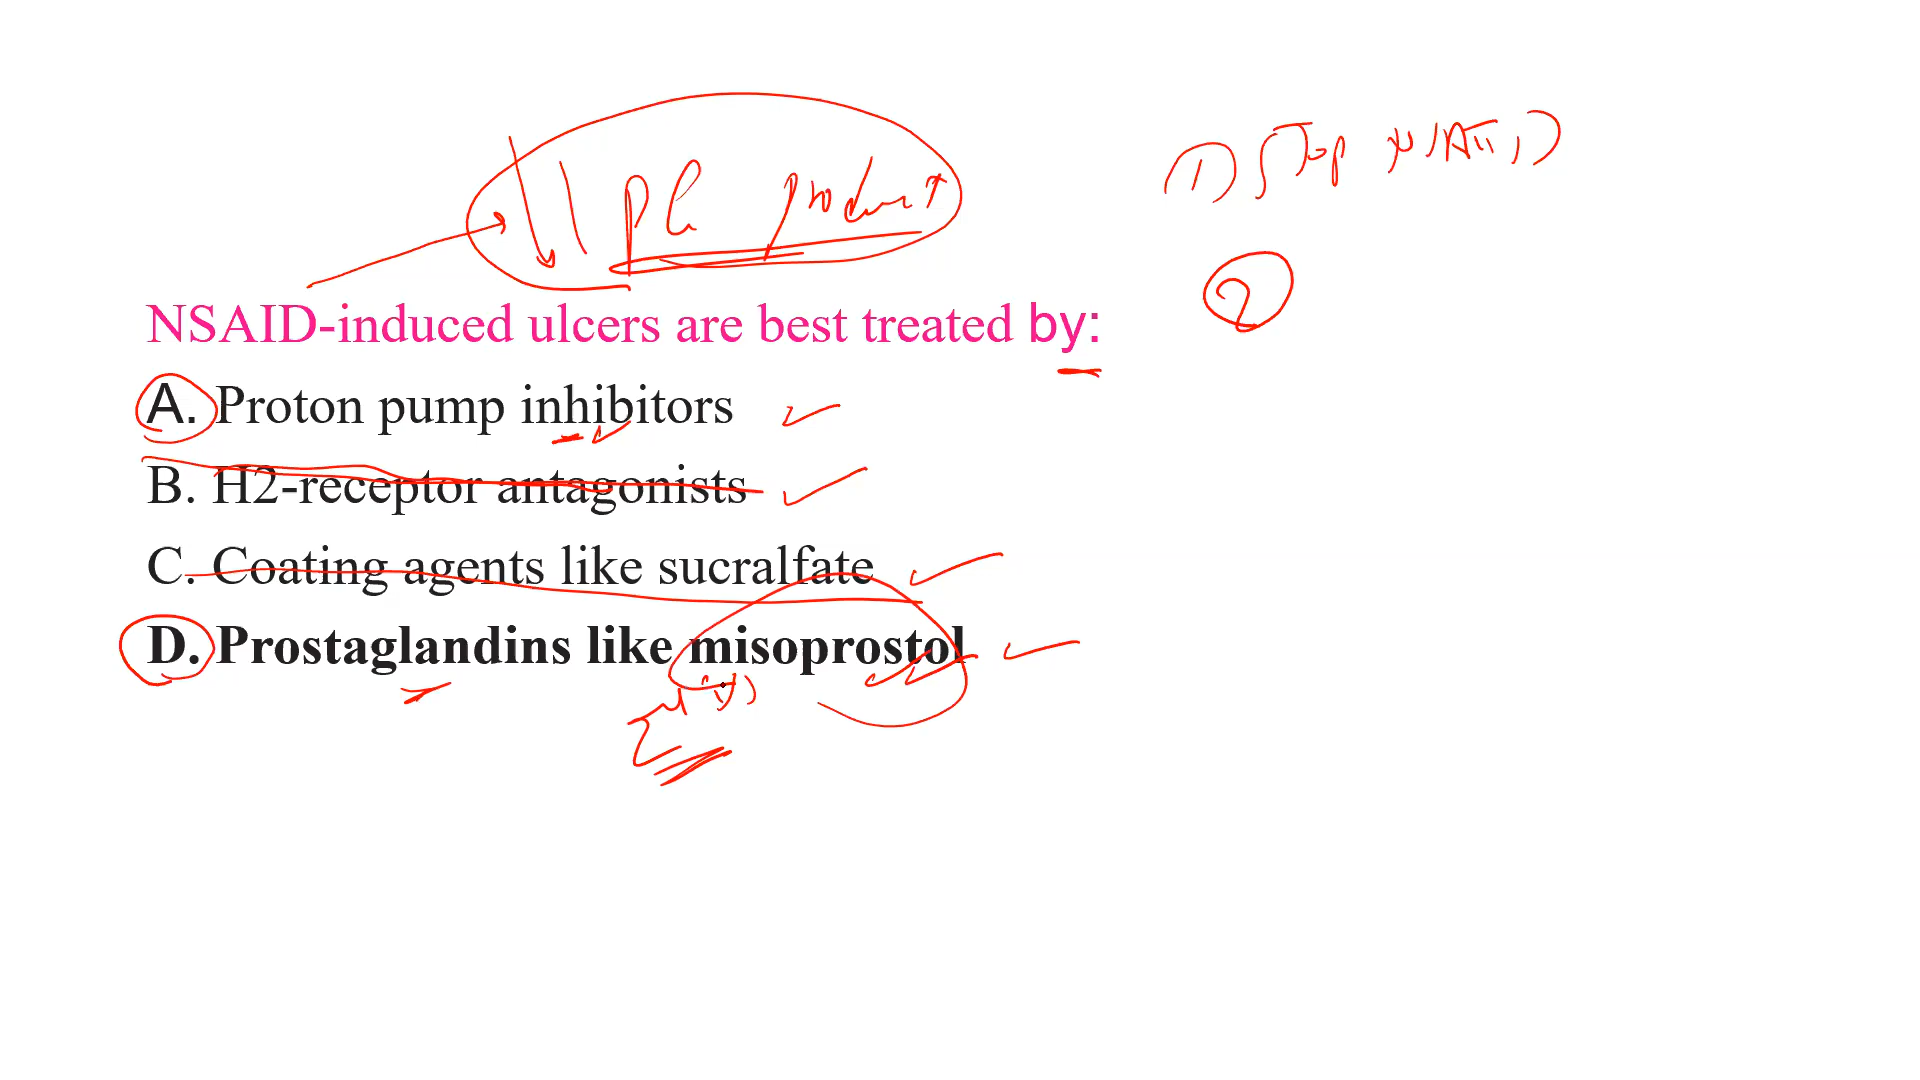 ① Stop NSAID
↓↓ PG product
②
NSAID-induced ulcers are best treated by:
A. Proton pump inhibitors
B. H2-receptor antagonists
C. Coating agents like sucralfate
D. Prostaglandins like misoprostol